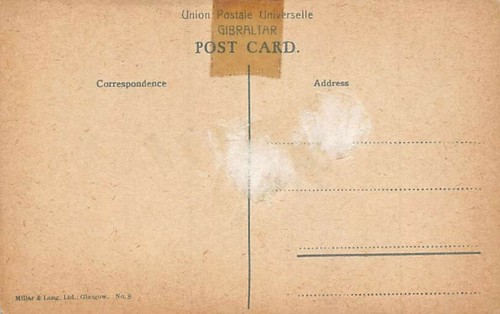 Union Postale Universelle
GIBRALTAR
POST CARD.
Correspondence
Address
Millar & Lang, Ltd., Glasgow. No. 8